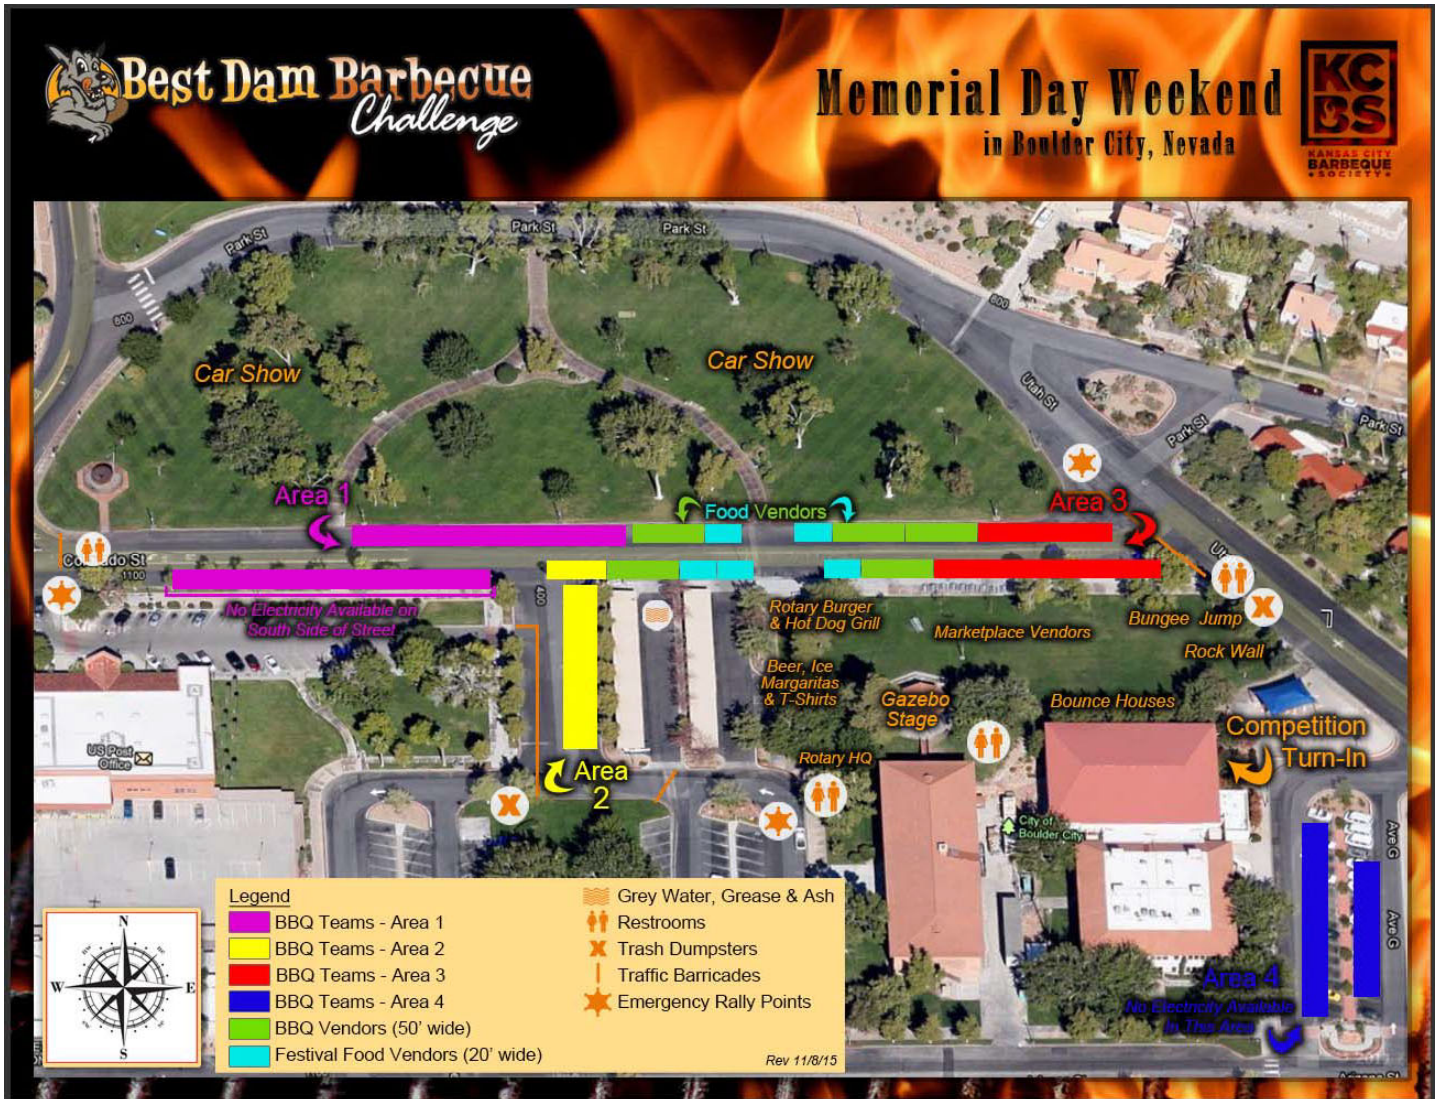 Best Dam Barbecue
Challenge
Memorial Day Weekend
in Boulder City, Nevada
KC
BS
KANSAS CITY
BARBEQUE
SOCIETY
Park St
Park St
Park St
800
600
Car Show
Car Show
Utah St
Park St
Park St
Area 1
Food Vendors
Area 3
Colorado St
1100
400
No Electricity Available on
South Side of Street
Rotary Burger
& Hot Dog Grill
Marketplace Vendors
Bungee Jump
Rock Wall
Beer, Ice
Margaritas
& T-Shirts
Gazebo
Stage
Bounce Houses
Competition
Turn-In
US Post
Office
Area
2
Rotary HQ
City of
Boulder City
Ave G
Ave G
Area 4
No Electricity Available
In This Area
Legend
BBQ Teams - Area 1
BBQ Teams - Area 2
BBQ Teams - Area 3
BBQ Teams - Area 4
BBQ Vendors (50' wide)
Festival Food Vendors (20' wide)
Grey Water, Grease & Ash
Restrooms
Trash Dumpsters
Traffic Barricades
Emergency Rally Points
Rev 11/8/15
N
W
E
S